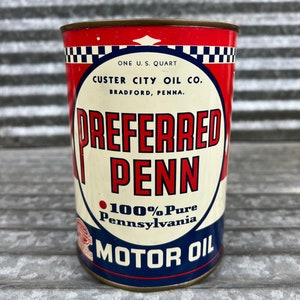 ONE U.S. QUART
CUSTER CITY OIL CO.
BRADFORD, PENNA.
PREFERRED
PENN
100% Pure
Pennsylvania
MOTOR OIL